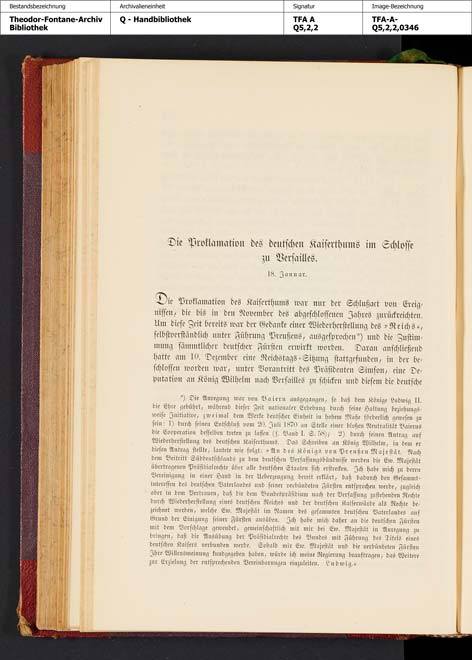 Bestandsbezeichnung
Archivalieneinheit
Signatur
Image-Bezeichnung
Theodor-Fontane-Archiv
Bibliothek
Q - Handbibliothek
TFA A
Q5,2,2
TFA-A-
Q5,2,2,0346
Die Proklamation des deutschen Kaiserthums im Schlosse
zu Versailles.
18. Januar.
Die Proklamation des Kaiserthums war nur der Schlußact von Ereig-
nissen, die bis in den November des abgeschlossenen Jahres zurückreichten.
Um diese Zeit bereits war der Gedanke einer Wiederherstellung des »Reichs«,
selbstverständlich unter Führung Preußens, ausgesprochen*) und die Zustim-
mung sämmtlicher deutscher Fürsten erwirkt worden. Daran anschließend
hatte am 10. Dezember eine Reichstags-Sitzung stattgefunden, in der be-
schlossen worden war, unter Vorantritt des Präsidenten Simson, eine De-
putation an König Wilhelm nach Versailles zu schicken und diesem die deutsche
*) Die Anregung war von Baiern ausgegangen, so daß dem Könige Ludwig II.
die Ehre gebührt, während dieser Zeit nationaler Erhebung durch seine Haltung beziehungs-
weise Initiative, zweimal dem Werke deutscher Einheit in hohem Maße förderlich gewesen zu
sein: 1) durch seinen Entschluß vom 20. Juli 1870 an Stelle einer bloßen Neutralität Baierns
die Cooperation desselben treten zu lassen (s. Band I. S. 58); 2) durch seinen Antrag auf
Wiederherstellung des deutschen Kaiserthums. Das Schreiben an König Wilhelm, in dem er
diesen Antrag stellte, lautete wie folgt: »An des Königs von Preußen Majestät. Nach
dem Beitritt Süddeutschlands zu dem deutschen Verfassungsbündniß werden die Ew. Majestät
übertragenen Präsidialrechte über alle deutschen Staaten sich erstrecken. Ich habe mich zu deren
Vereinigung in einer Hand in der Ueberzeugung bereit erklärt, daß dadurch den Gesammt-
interessen des deutschen Vaterlandes und seiner verbündeten Fürsten entsprochen werde, zugleich
aber in dem Vertrauen, daß die dem Bundespräsidium nach der Verfassung zustehenden Rechte
durch Wiederherstellung eines deutschen Reiches und der deutschen Kaiserwürde als Rechte be-
zeichnet werden, welche Ew. Majestät im Namen des gesammten deutschen Vaterlandes auf
Grund der Einigung seiner Fürsten ausüben. Ich habe mich daher an die deutschen Fürsten
mit dem Vorschlage gewendet, gemeinschaftlich mit mir bei Ew. Majestät in Anregung zu
bringen, daß die Ausübung der Präsidialrechte des Bundes mit Führung des Titels eines
deutschen Kaisers verbunden werde. Sobald mir Ew. Majestät und die verbündeten Fürsten
Ihre Willensmeinung kundgegeben haben, würde ich meine Regierung beauftragen, das Weitere
zur Erzielung der entsprechenden Vereinbarungen einzuleiten. Ludwig.«